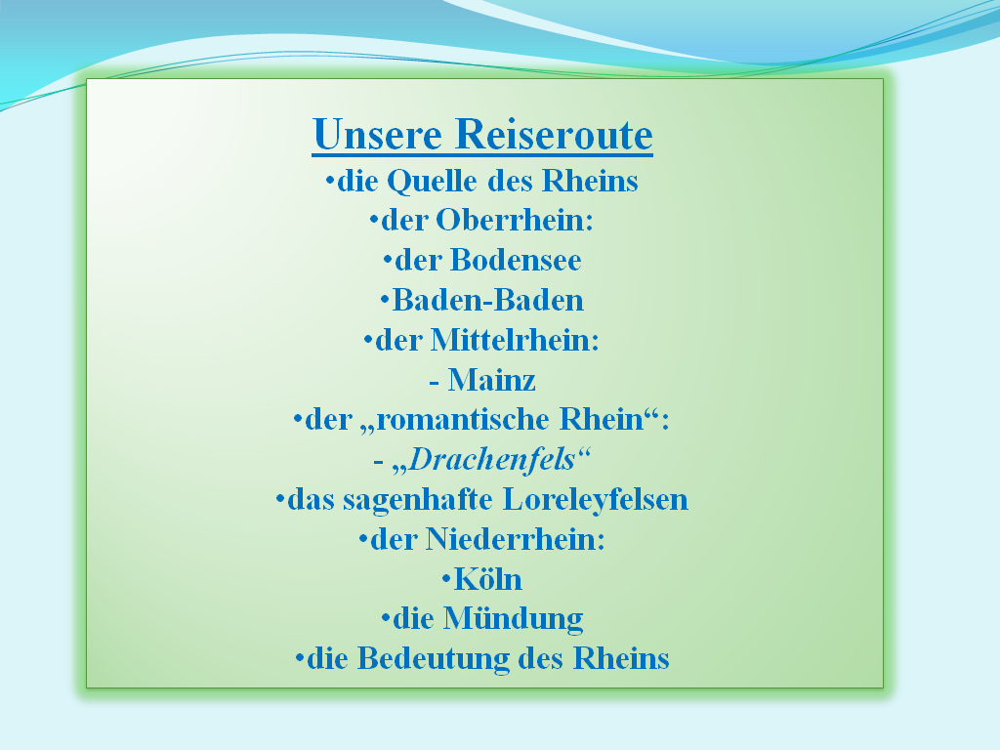 Unsere Reiseroute
•die Quelle des Rheins
•der Oberrhein:
•der Bodensee
•Baden-Baden
•der Mittelrhein:
- Mainz
•der „romantische Rhein“:
- „Drachenfels“
•das sagenhafte Loreleyfelsen
•der Niederrhein:
•Köln
•die Mündung
•die Bedeutung des Rheins